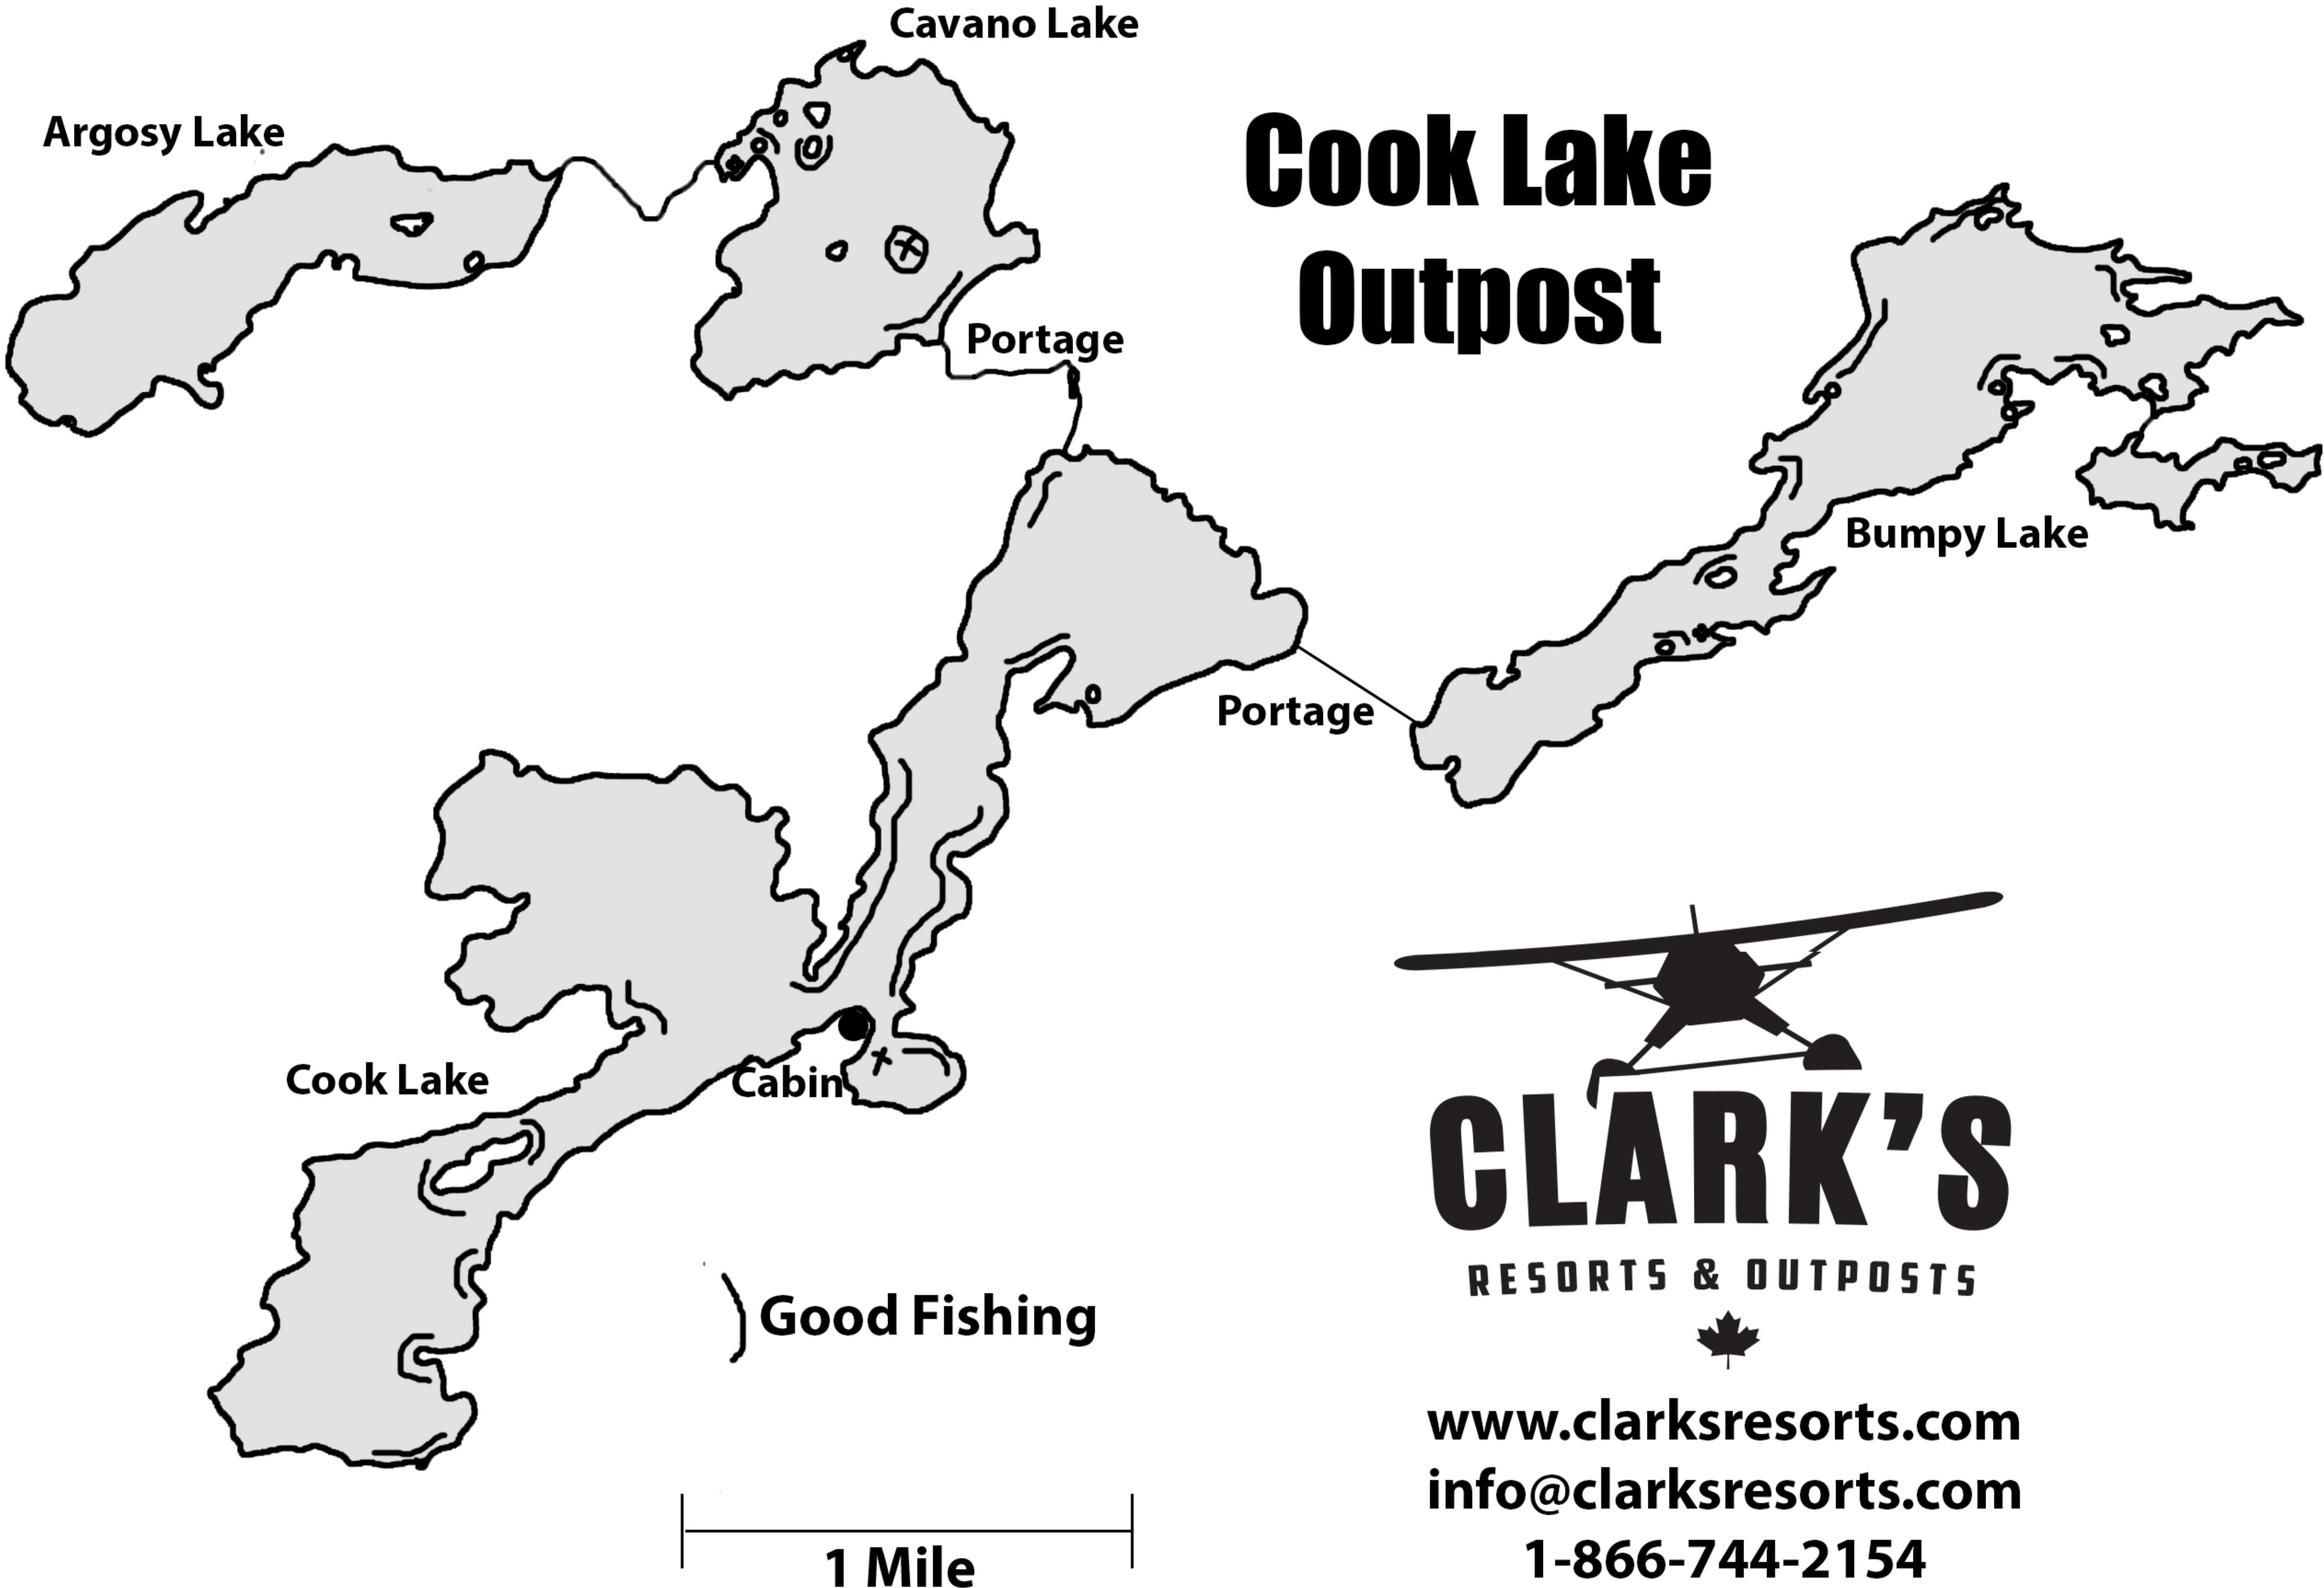 Cavano Lake
Argosy Lake
Cook Lake
Outpost
Portage
Bumpy Lake
Portage
Cook Lake
Cabin
Good Fishing
CLARK'S
RESORTS & OUTPOSTS
www.clarksresorts.com
info@clarksresorts.com
1-866-744-2154
1 Mile